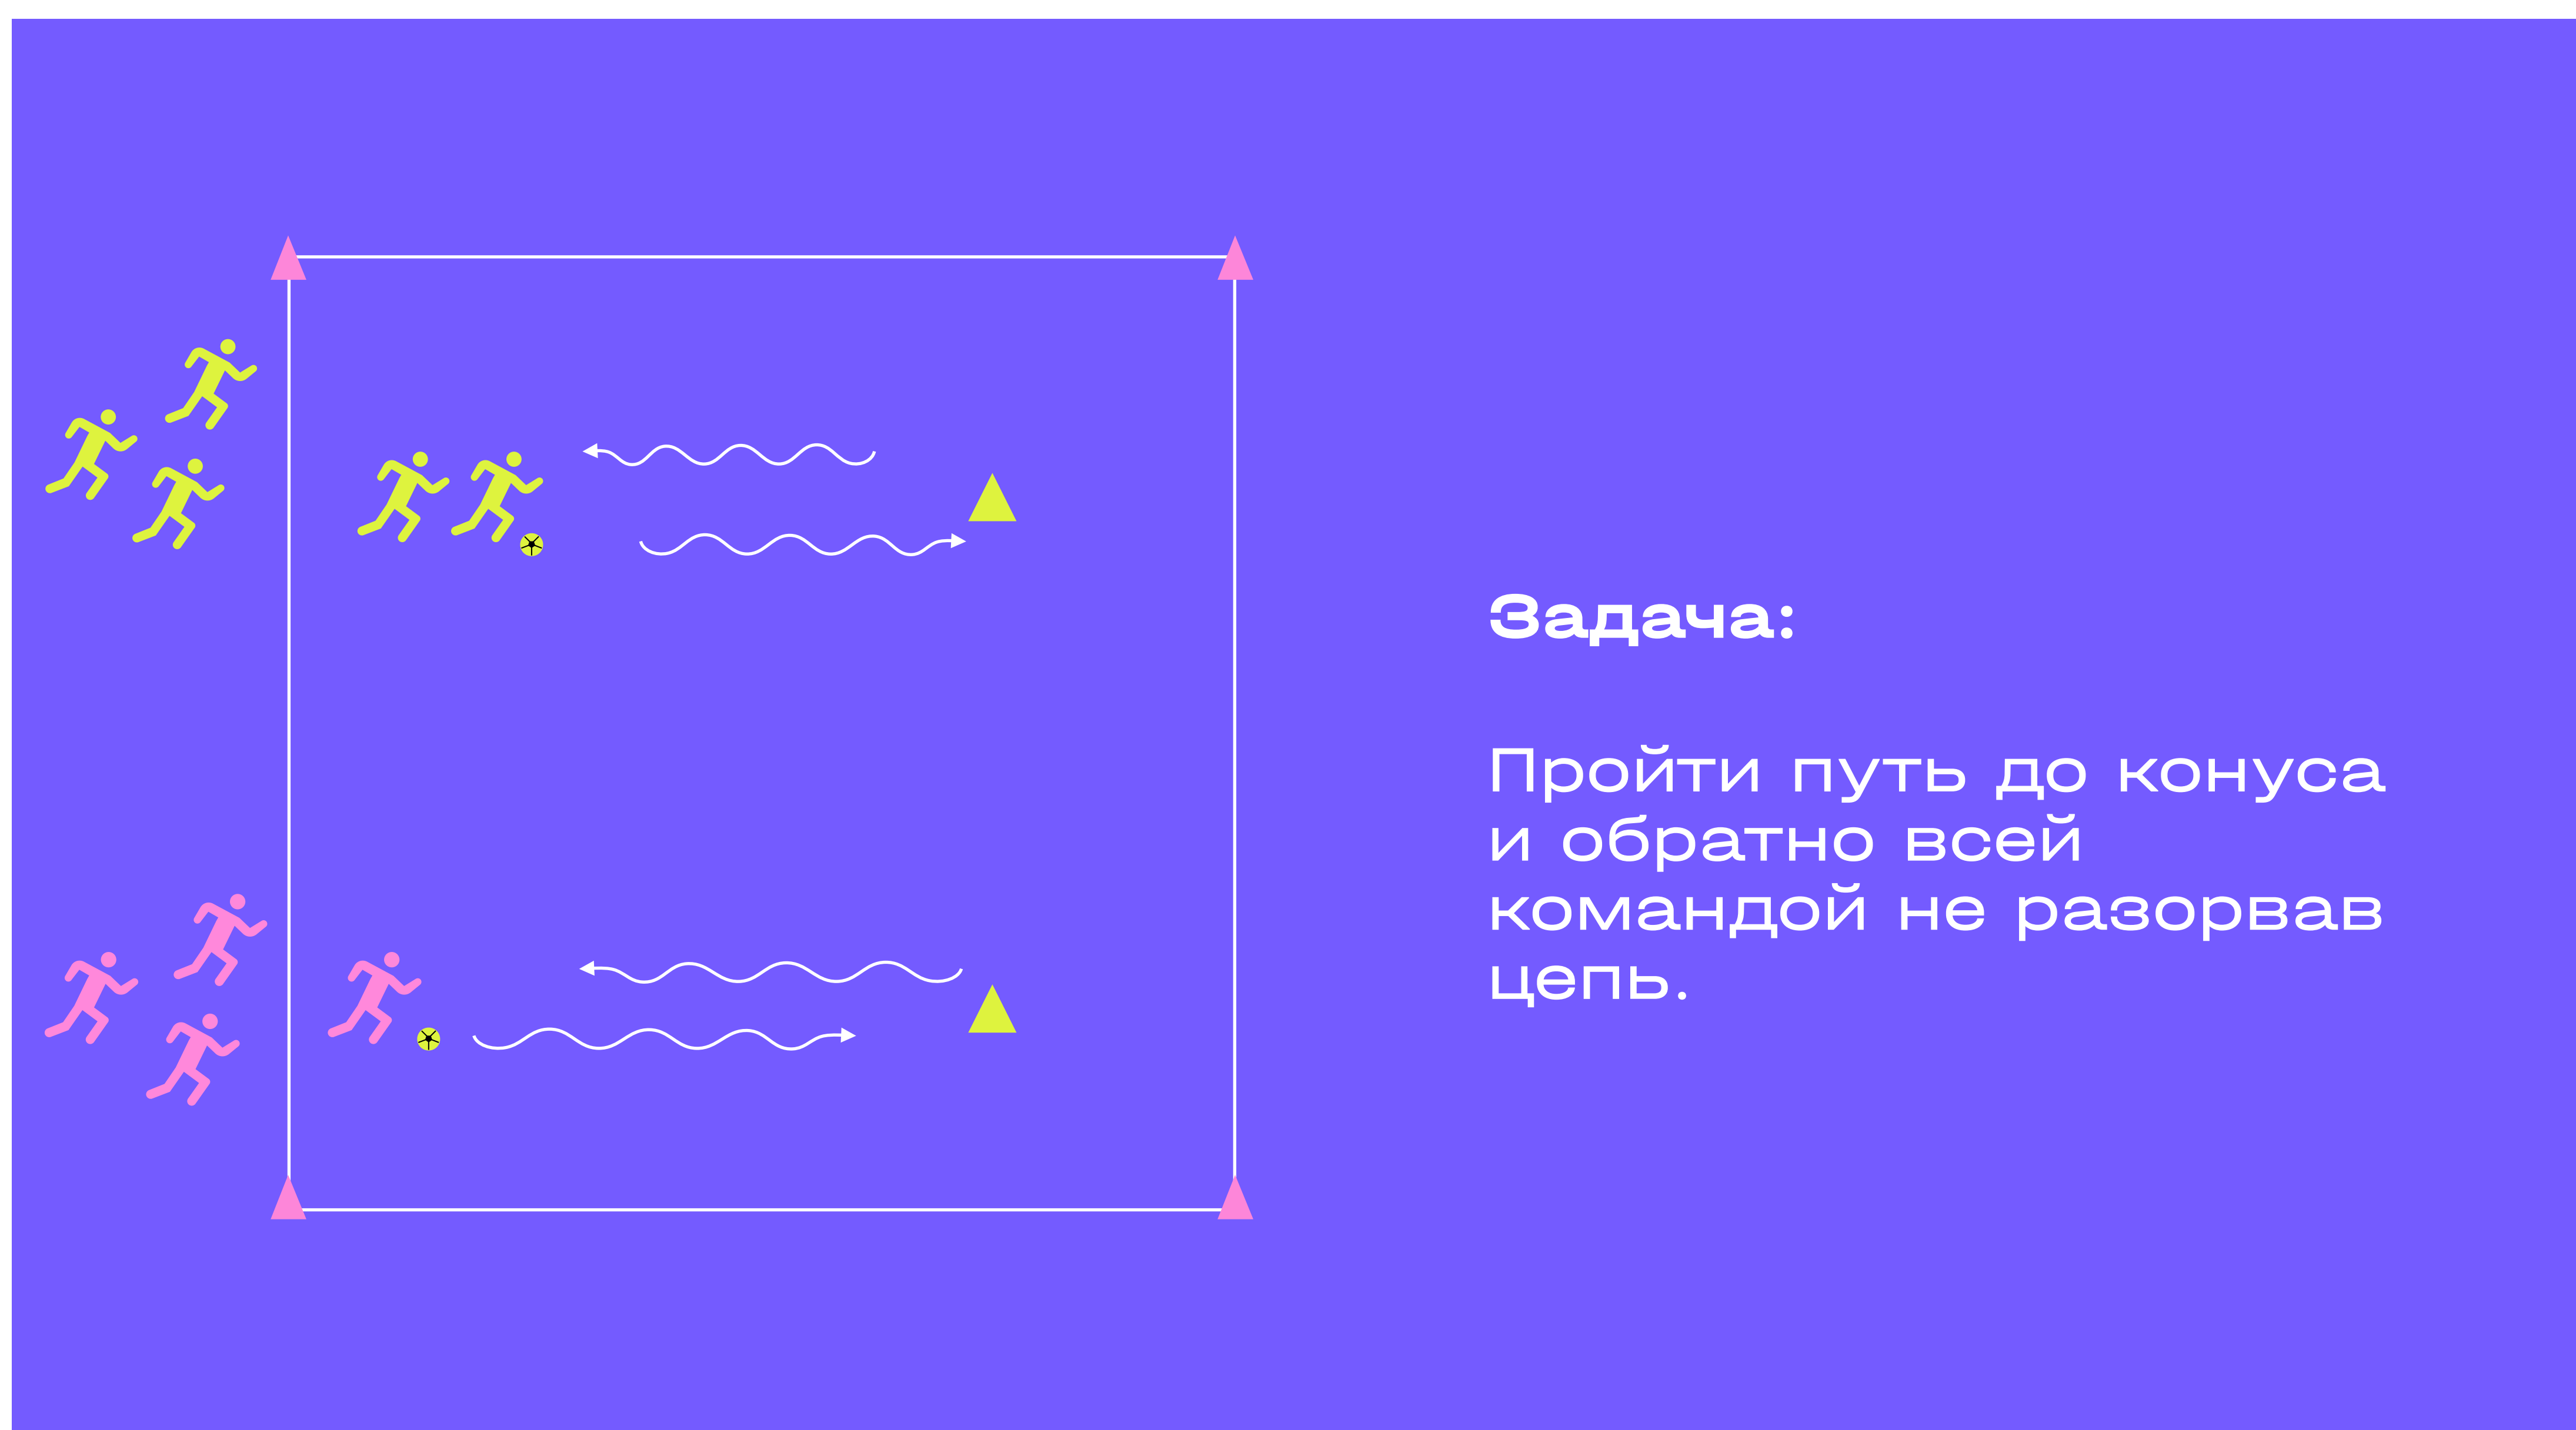 Задача:
Пройти путь до конуса
и обратно всей
командой не разорвав
цепь.